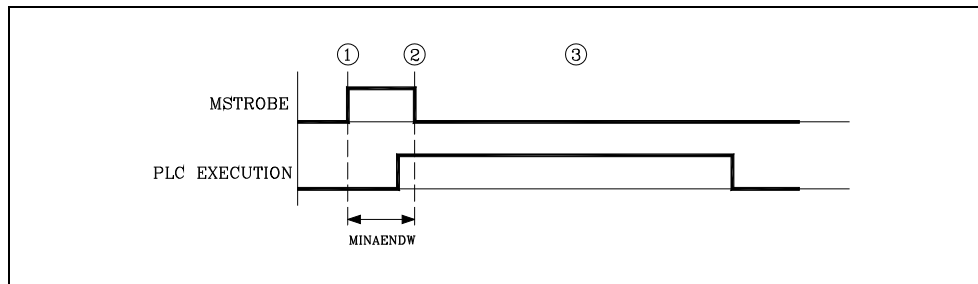 ① ② ③
MSTROBE
PLC EXECUTION
MINAENDW